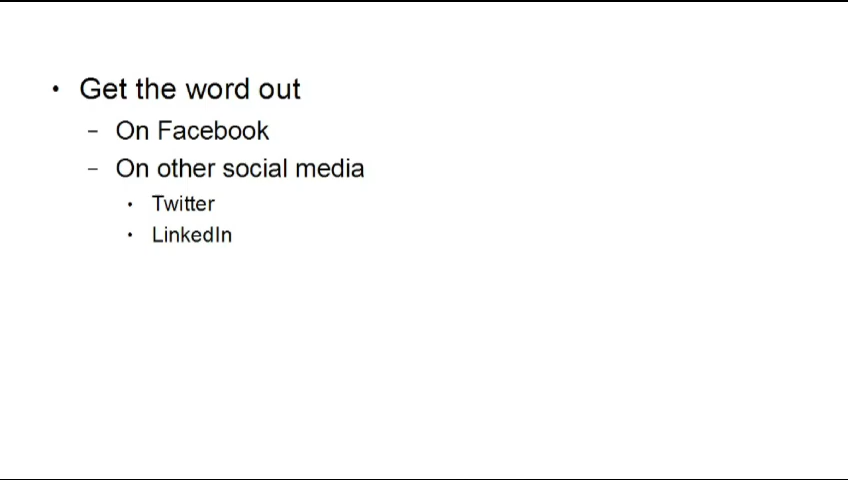 • Get the word out
– On Facebook
– On other social media
• Twitter
• LinkedIn